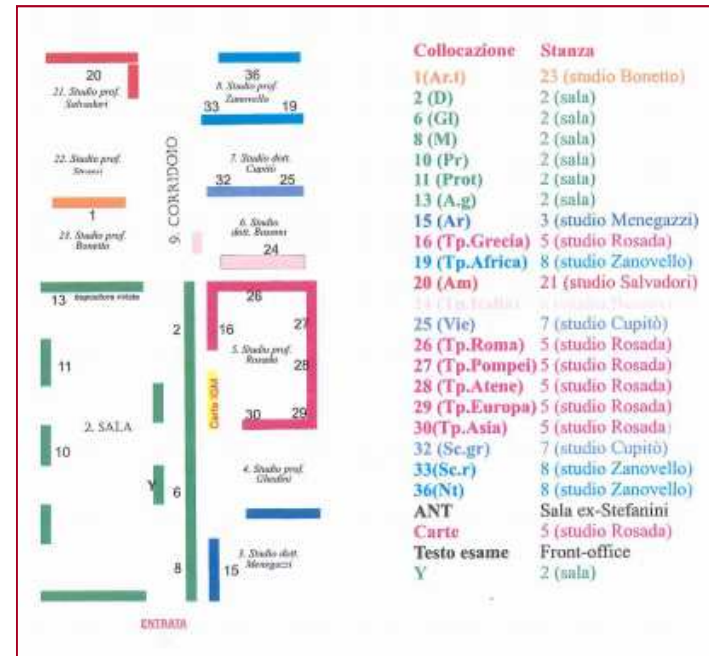 20
21. Studio prof.
Salvadori
22. Studio prof.
1
23. Studio prof.
Bonetto
9. CORRIDOIO
36
8. Studio prof.
Zanovello
33 19
7. Studio dott.
Cupitò
32 25
6. Studio
24
13
2
11
2. SALA
10
Y 6
8
26
16 27
5. Studio prof.
Rosada
28
Carte IGM
30 29
4. Studio prof.
Ghedini
3. Studio dott.
15 Menegazzi
ENTRATA
Collocazione Stanza
1(Ar.t) 23 (studio Bonetto)
2 (D) 2 (sala)
6 (Gl) 2 (sala)
8 (M) 2 (sala)
10 (Pr) 2 (sala)
11 (Prot) 2 (sala)
13 (A.g) 2 (sala)
15 (Ar) 3 (studio Menegazzi)
16 (Tp.Grecia) 5 (studio Rosada)
19 (Tp.Africa) 8 (studio Zanovello)
20 (Am) 21 (studio Salvadori)
24 (Tp.Italia)
25 (Vie) 7 (studio Cupitò)
26 (Tp.Roma) 5 (studio Rosada)
27 (Tp.Pompei) 5 (studio Rosada)
28 (Tp.Atene) 5 (studio Rosada)
29 (Tp.Europa) 5 (studio Rosada)
30(Tp.Asia) 5 (studio Rosada)
32 (Sc.gr) 7 (studio Cupitò)
33(Sc.r) 8 (studio Zanovello)
36(Nt) 8 (studio Zanovello)
ANT Sala ex-Stefanini
Carte 5 (studio Rosada)
Testo esame Front-office
Y 2 (sala)